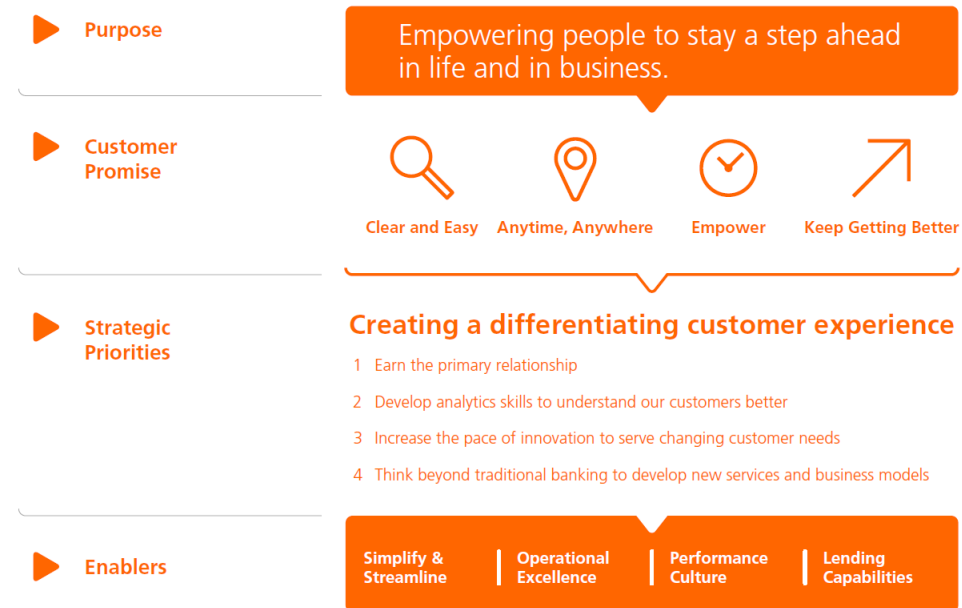 Purpose
Empowering people to stay a step ahead
in life and in business.
Customer
Promise
Clear and Easy
Anytime, Anywhere
Empower
Keep Getting Better
Strategic
Priorities
Creating a differentiating customer experience
1 Earn the primary relationship
2 Develop analytics skills to understand our customers better
3 Increase the pace of innovation to serve changing customer needs
4 Think beyond traditional banking to develop new services and business models
Enablers
Simplify &
Streamline
Operational
Excellence
Performance
Culture
Lending
Capabilities